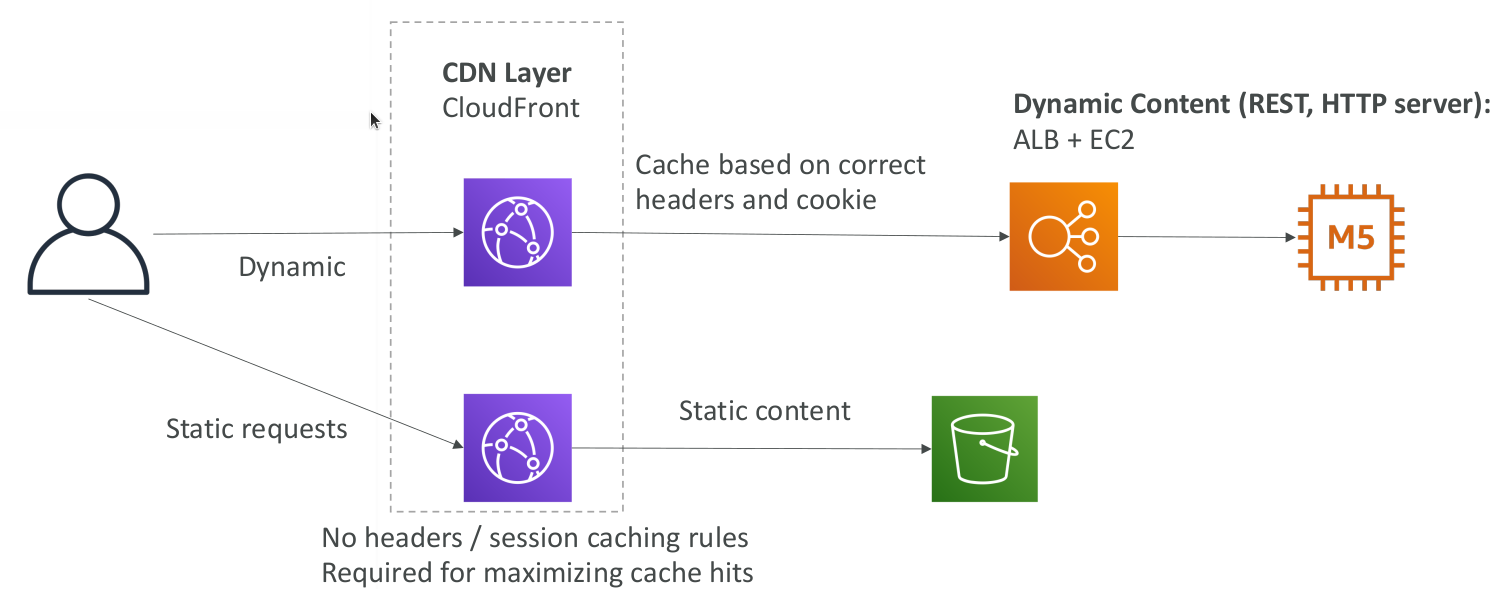 CDN Layer
CloudFront
Dynamic Content (REST, HTTP server):
ALB + EC2
Cache based on correct
headers and cookie
M5
Dynamic
Static requests
Static content
No headers / session caching rules
Required for maximizing cache hits